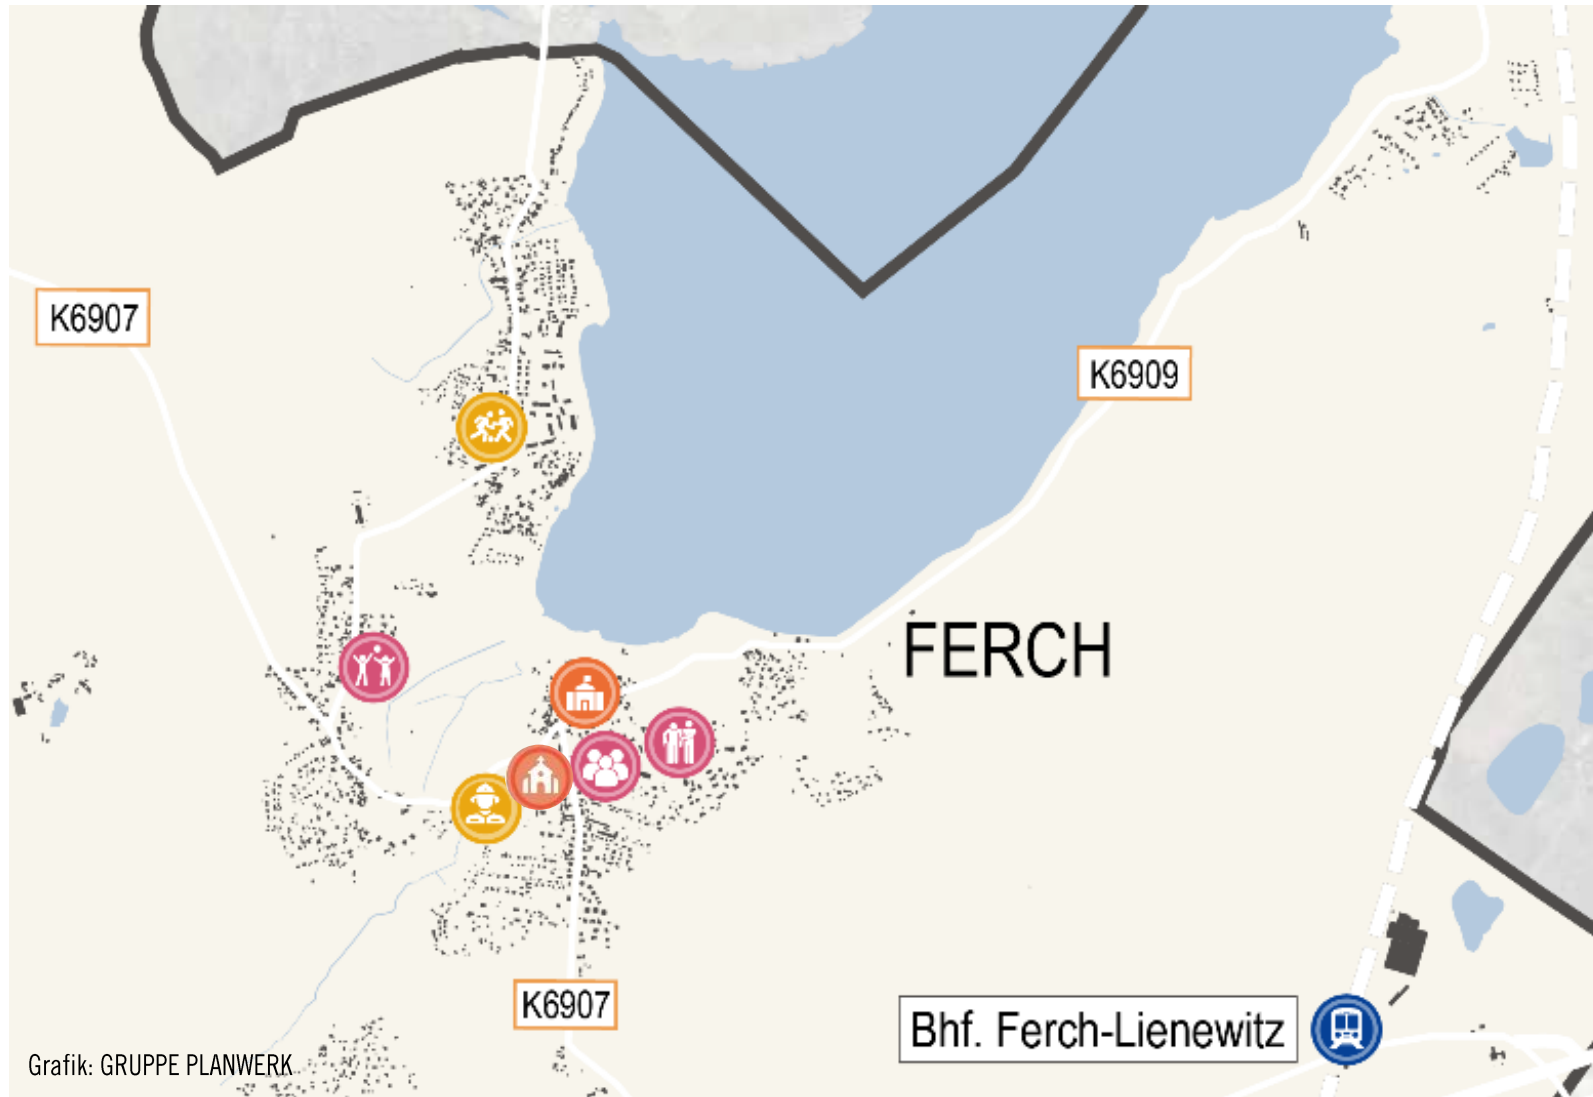 K6907
K6909
FERCH
K6907
Bhf. Ferch-Lienewitz
Grafik: GRUPPE PLANWERK